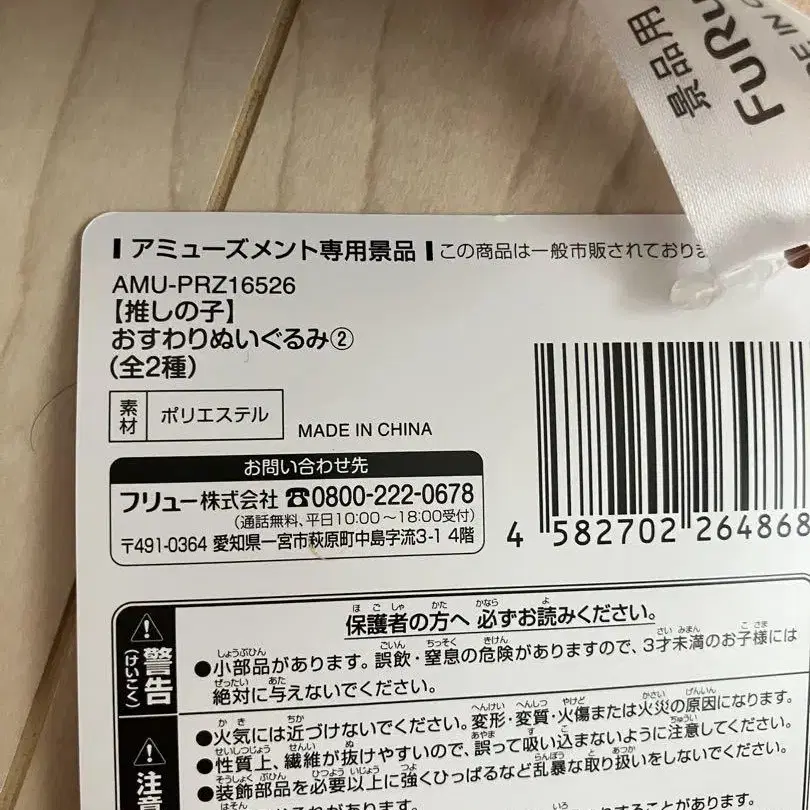 景品用
FURU
▎アミューズメント専用景品▎この商品は一般市販されておりま
AMU-PRZ16526
【推しの子】
おすわりぬいぐるみ②
(全2種)
素材 ポリエステル
MADE IN CHINA
お問い合わせ先
フリュー株式会社 ☎0800-222-0678
(通話無料、平日10:00〜18:00受付)
〒491-0364 愛知県一宮市萩原町中島字流3-1 4階
4 582702 264868
保護者の方へ 必ずお読みください。
警告
(けいこく)
●小部品があります。誤飲・窒息の危険がありますので、3才未満のお子様には
絶対に与えないでください。
注意
●火気には近づけないでください。変形・変質・火傷または火災の原因になります。
●性質上、繊維が抜けやすいので、誤って吸い込まないように注意してください。
●装飾部品を必要以上に強くひっぱるなど乱暴な取り扱いをしないでください。